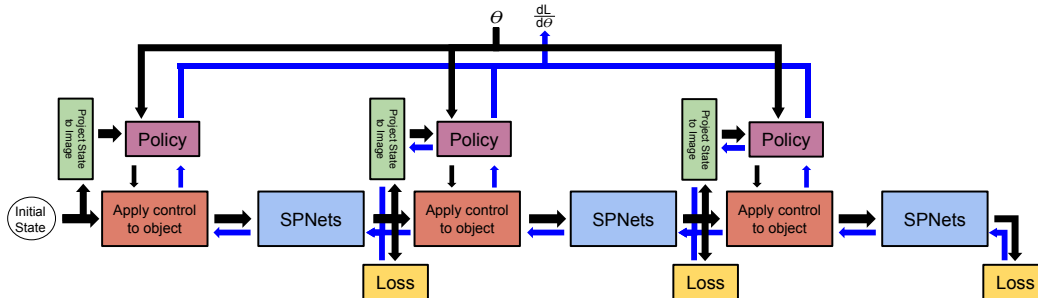 θ
dL
dθ
Project State
to Image
Policy
Project State
to Image
Policy
Project State
to Image
Policy
Initial
State
Apply control
to object
SPNets
Apply control
to object
SPNets
Apply control
to object
SPNets
Loss
Loss
Loss